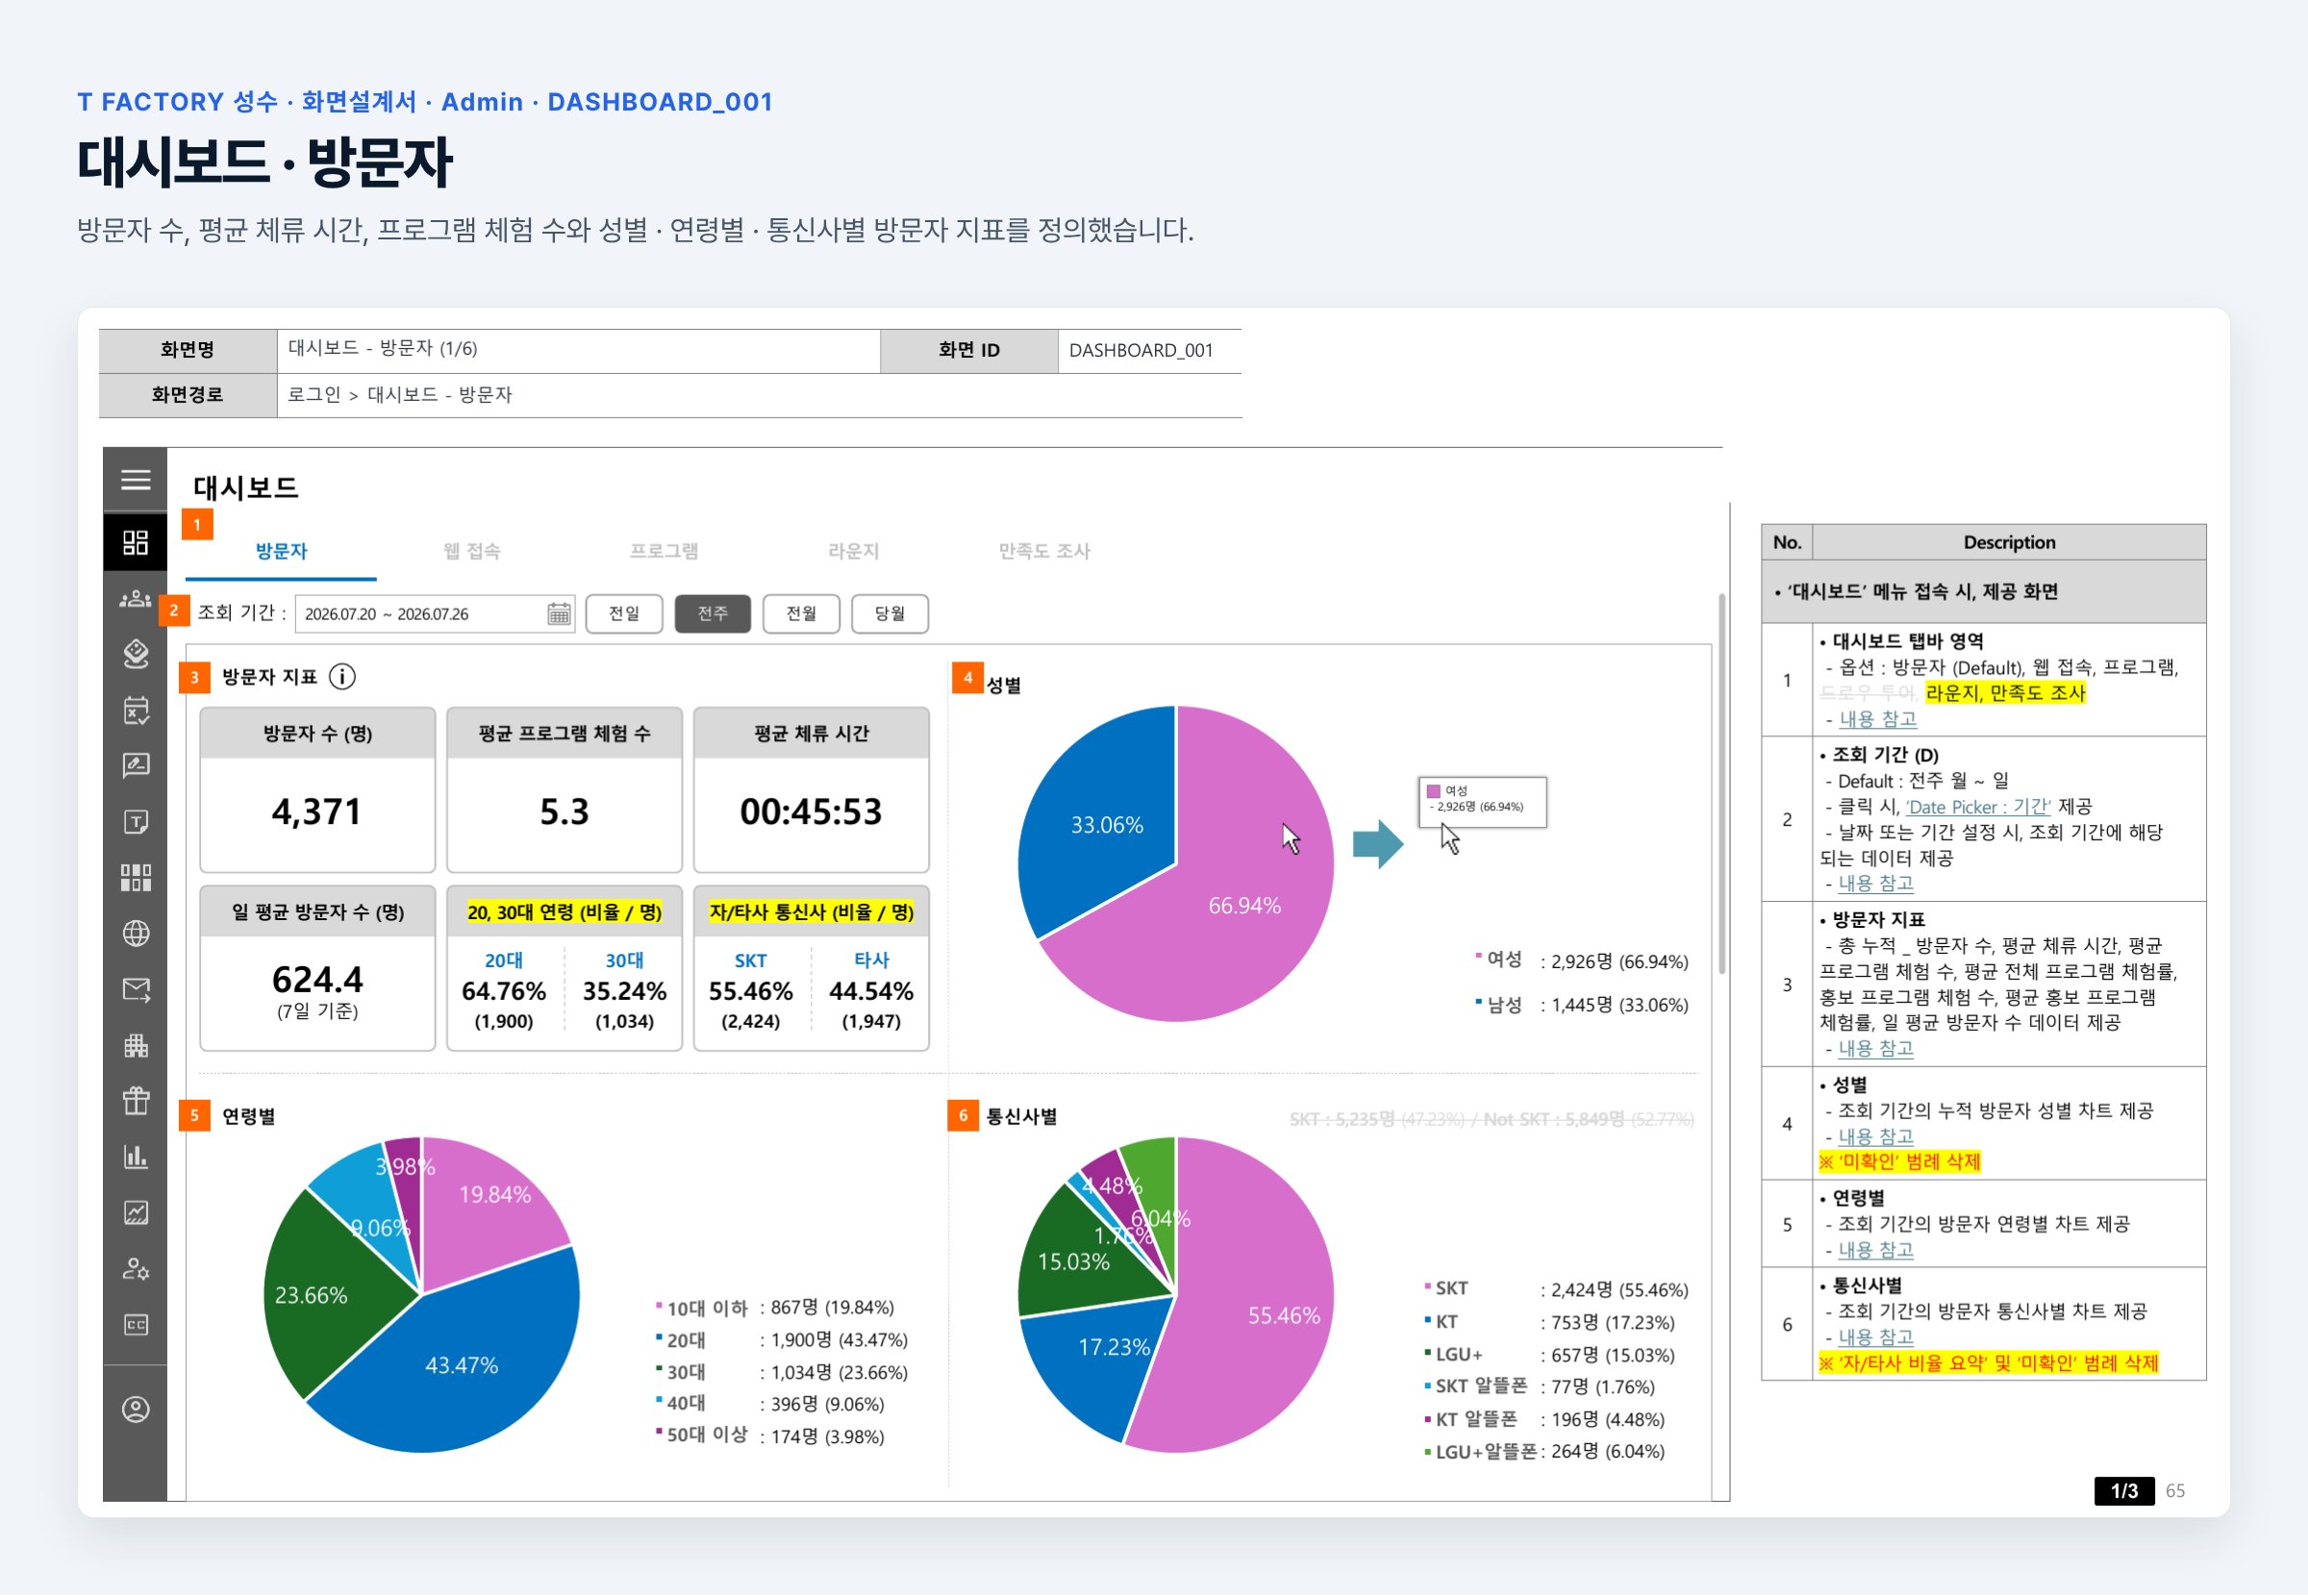 T FACTORY 성수 · 화면설계서 · Admin · DASHBOARD_001
대시보드 · 방문자
방문자 수, 평균 체류 시간, 프로그램 체험 수와 성별 · 연령별 · 통신사별 방문자 지표를 정의했습니다.
화면명 대시보드 - 방문자 (1/6) 화면 ID DASHBOARD_001
화면경로 로그인 > 대시보드 - 방문자
대시보드
1
방문자 웹 접속 프로그램 라운지 만족도 조사
2 조회 기간 : 2026.07.20 ~ 2026.07.26 전일 전주 전월 당월
3 방문자 지표 i
방문자 수 (명) 평균 프로그램 체험 수 평균 체류 시간
4,371 5.3 00:45:53
일 평균 방문자 수 (명) 20, 30대 연령 (비율 / 명) 자/타사 통신사 (비율 / 명)
20대 30대 SKT 타사
624.4 64.76% 35.24% 55.46% 44.54%
(7일 기준) (1,900) (1,034) (2,424) (1,947)
4 성별
33.06%
66.94%
여성
- 2,926명 (66.94%)
여성 : 2,926명 (66.94%)
남성 : 1,445명 (33.06%)
5 연령별
3.98%
19.84%
9.06%
23.66%
43.47%
10대 이하 : 867명 (19.84%)
20대 : 1,900명 (43.47%)
30대 : 1,034명 (23.66%)
40대 : 396명 (9.06%)
50대 이상 : 174명 (3.98%)
6 통신사별
SKT : 5,235명 (47.23%) / Not SKT : 5,849명 (52.77%)
4.48%
6.04%
1.76%
15.03%
55.46%
17.23%
SKT : 2,424명 (55.46%)
KT : 753명 (17.23%)
LGU+ : 657명 (15.03%)
SKT 알뜰폰 : 77명 (1.76%)
KT 알뜰폰 : 196명 (4.48%)
LGU+알뜰폰 : 264명 (6.04%)
T
CC
No. Description
• ‘대시보드’ 메뉴 접속 시, 제공 화면
1
• 대시보드 탭바 영역
- 옵션 : 방문자 (Default), 웹 접속, 프로그램,
드로우 투어, 라운지, 만족도 조사
- 내용 참고
2
• 조회 기간 (D)
- Default : 전주 월 ~ 일
- 클릭 시, ‘Date Picker : 기간’ 제공
- 날짜 또는 기간 설정 시, 조회 기간에 해당
되는 데이터 제공
- 내용 참고
3
• 방문자 지표
- 총 누적 _ 방문자 수, 평균 체류 시간, 평균
프로그램 체험 수, 평균 전체 프로그램 체험률,
홍보 프로그램 체험 수, 평균 홍보 프로그램
체험률, 일 평균 방문자 수 데이터 제공
- 내용 참고
4
• 성별
- 조회 기간의 누적 방문자 성별 차트 제공
- 내용 참고
※ ‘미확인’ 범례 삭제
5
• 연령별
- 조회 기간의 방문자 연령별 차트 제공
- 내용 참고
6
• 통신사별
- 조회 기간의 방문자 통신사별 차트 제공
- 내용 참고
※ ‘자/타사 비율 요약’ 및 ‘미확인’ 범례 삭제
1/3 65